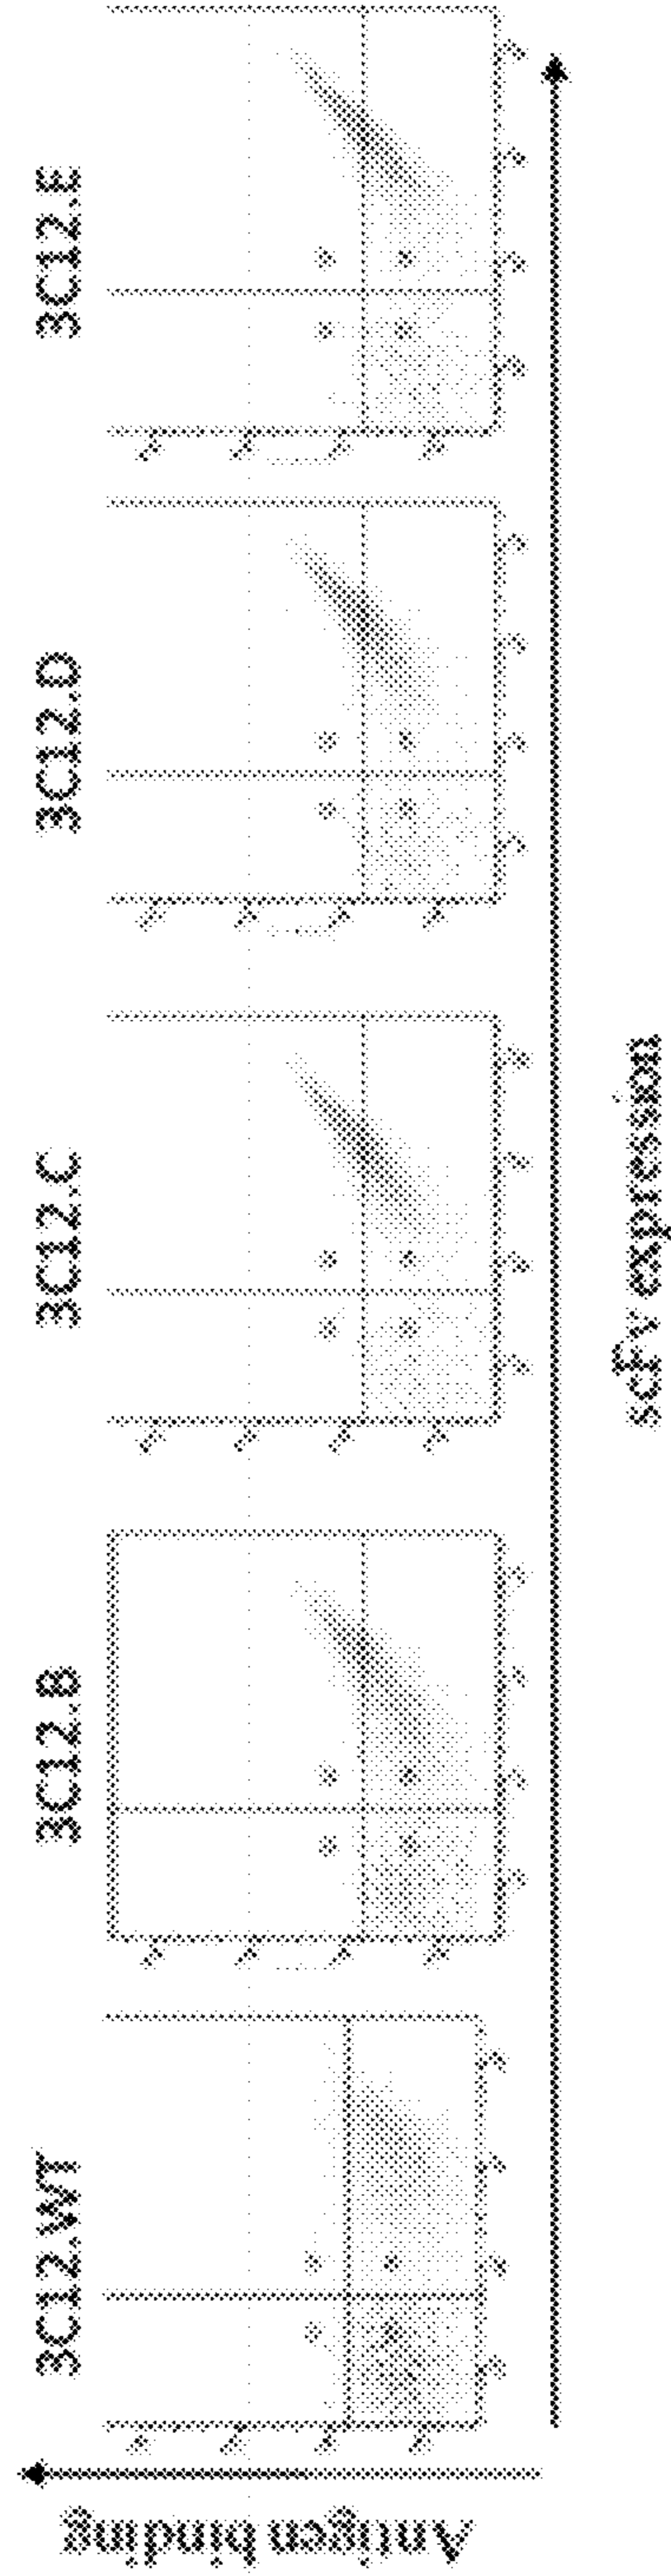 3C12.WT
3C12.B
3C12.C
3C12.D
3C12.E
Antigen binding
scFv expression